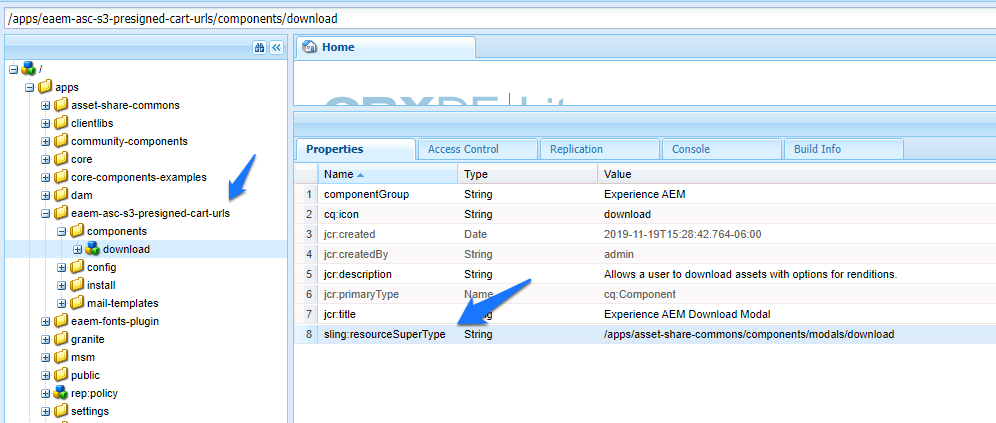 /apps/eaem-asc-s3-presigned-cart-urls/components/download
Home
/
apps
asset-share-commons
clientlibs
community-components
core
core-components-examples
dam
eaem-asc-s3-presigned-cart-urls
components
download
config
install
mail-templates
eaem-fonts-plugin
granite
msm
public
rep:policy
settings
Properties Access Control Replication Console Build Info
Name Type Value
1 componentGroup String Experience AEM
2 cq:icon String download
3 jcr:created Date 2019-11-19T15:28:42.764-06:00
4 jcr:createdBy String admin
5 jcr:description String Allows a user to download assets with options for renditions.
6 jcr:primaryType Name cq:Component
7 jcr:title Experience AEM Download Modal
8 sling:resourceSuperType String /apps/asset-share-commons/components/modals/download